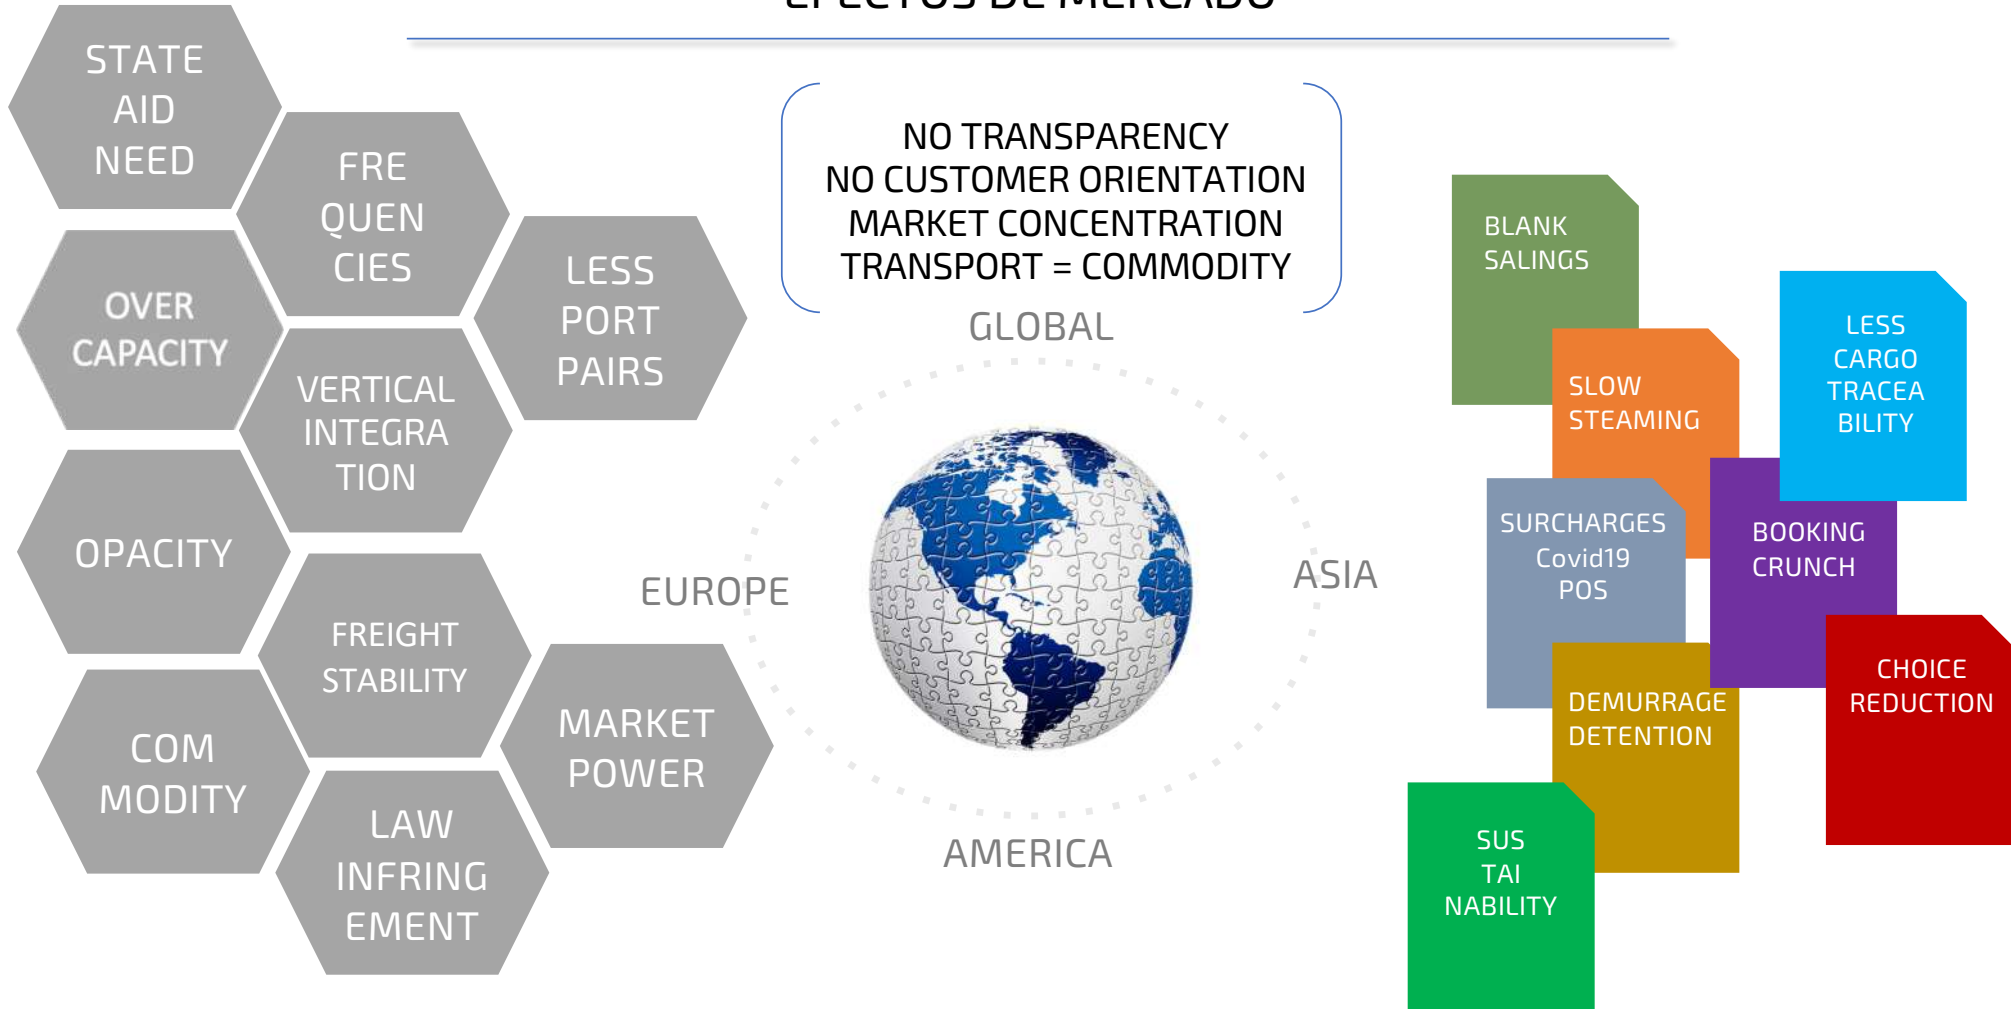 EFECTOS DE MERCADO
STATE
AID
NEED
FRE
QUEN
CIES
LESS
PORT
PAIRS
OVER
CAPACITY
VERTICAL
INTEGRA
TION
OPACITY
FREIGHT
STABILITY
MARKET
POWER
COM
MODITY
LAW
INFRING
EMENT
NO TRANSPARENCY
NO CUSTOMER ORIENTATION
MARKET CONCENTRATION
TRANSPORT = COMMODITY
GLOBAL
EUROPE
ASIA
AMERICA
BLANK
SALINGS
SLOW
STEAMING
LESS
CARGO
TRACEA
BILITY
SURCHARGES
Covid19
POS
BOOKING
CRUNCH
DEMURRAGE
DETENTION
CHOICE
REDUCTION
SUS
TAI
NABILITY